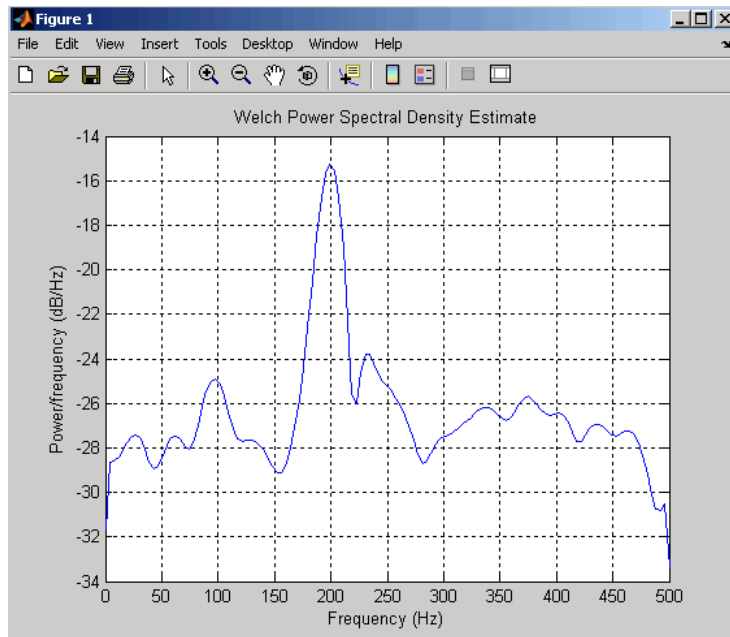 Figure 1
File Edit View Insert Tools Desktop Window Help
Welch Power Spectral Density Estimate
Power/frequency (dB/Hz)
-14
-16
-18
-20
-22
-24
-26
-28
-30
-32
-34
0 50 100 150 200 250 300 350 400 450 500
Frequency (Hz)